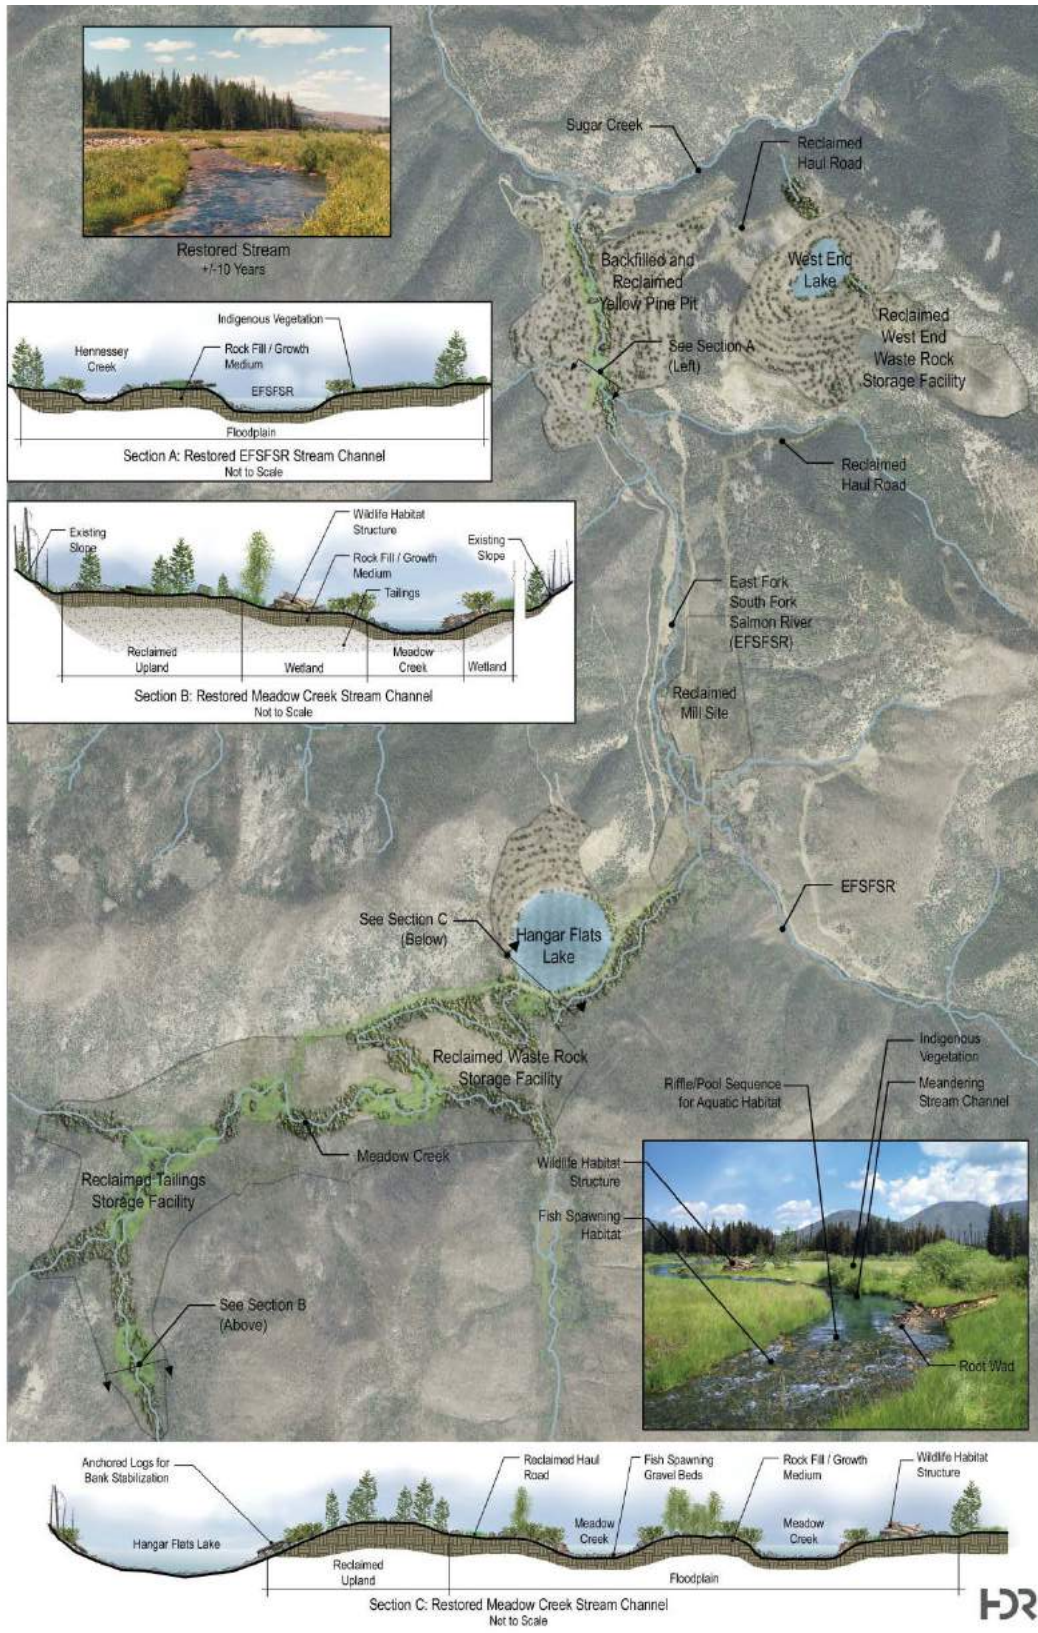 Restored Stream
+/-10 Years
Sugar Creek
Reclaimed
Haul Road
West End
Lake
Backfilled and
Reclaimed
Yellow Pine Pit
See Section A
(Left)
Reclaimed
West End
Waste Rock
Storage Facility
Reclaimed
Haul Road
Indigenous Vegetation
Hennessey
Creek
Rock Fill / Growth
Medium
EFSFSR
Floodplain
Section A: Restored EFSFSR Stream Channel
Not to Scale
Wildlife Habitat
Structure
Existing
Slope
Rock Fill / Growth
Medium
Existing
Slope
Tailings
Reclaimed
Upland
Wetland
Meadow
Creek
Wetland
Section B: Restored Meadow Creek Stream Channel
Not to Scale
East Fork
South Fork
Salmon River
(EFSFSR)
Reclaimed
Mill Site
EFSFSR
See Section C
(Below)
Hangar Flats
Lake
Reclaimed Waste Rock
Storage Facility
Meadow Creek
Reclaimed Tailings
Storage Facility
See Section B
(Above)
Indigenous
Vegetation
Riffle/Pool Sequence
for Aquatic Habitat
Meandering
Stream Channel
Wildlife Habitat
Structure
Fish Spawning
Habitat
Root Wad
Anchored Logs for
Bank Stabilization
Reclaimed Haul
Road
Fish Spawning
Gravel Beds
Rock Fill / Growth
Medium
Wildlife Habitat
Structure
Hangar Flats Lake
Meadow
Creek
Meadow
Creek
Reclaimed
Upland
Floodplain
Section C: Restored Meadow Creek Stream Channel
Not to Scale
HDR